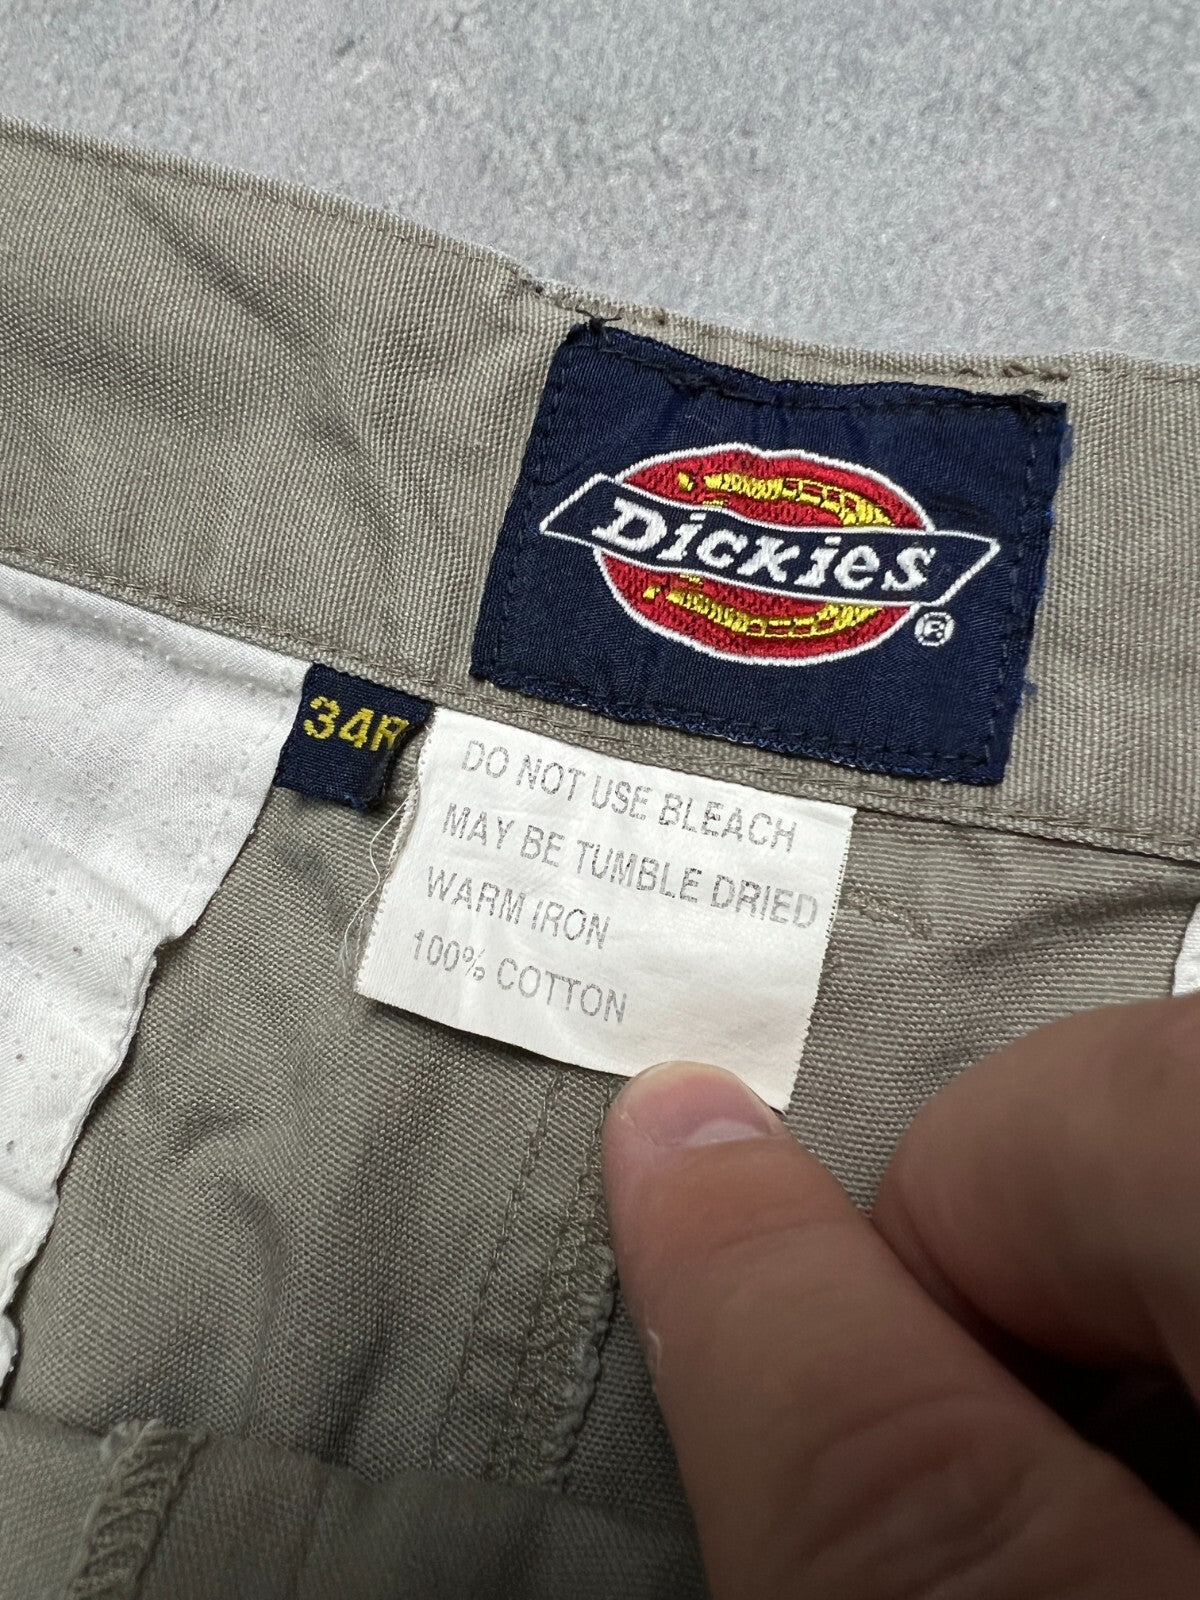 Dickies
®
34R
DO NOT USE BLEACH
MAY BE TUMBLE DRIED
WARM IRON
100% COTTON